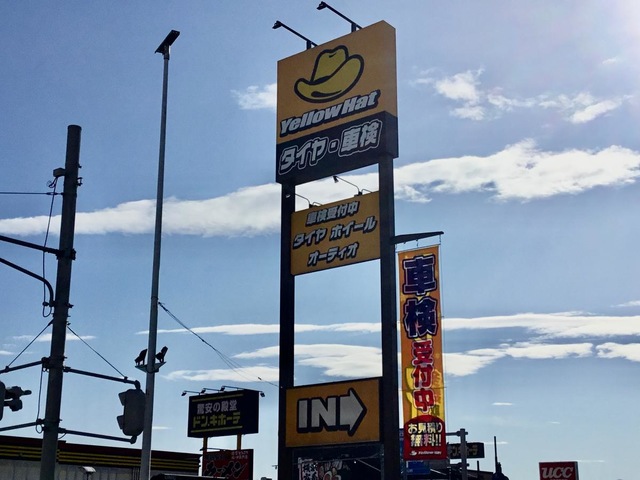 YellowHat
タイヤ・車検
車検受付中
タイヤ ホイール
オーディオ
IN
車検
受付中
お見積り
無料!!
YellowHat
驚安の殿堂
ドン.キホーテ
UCC